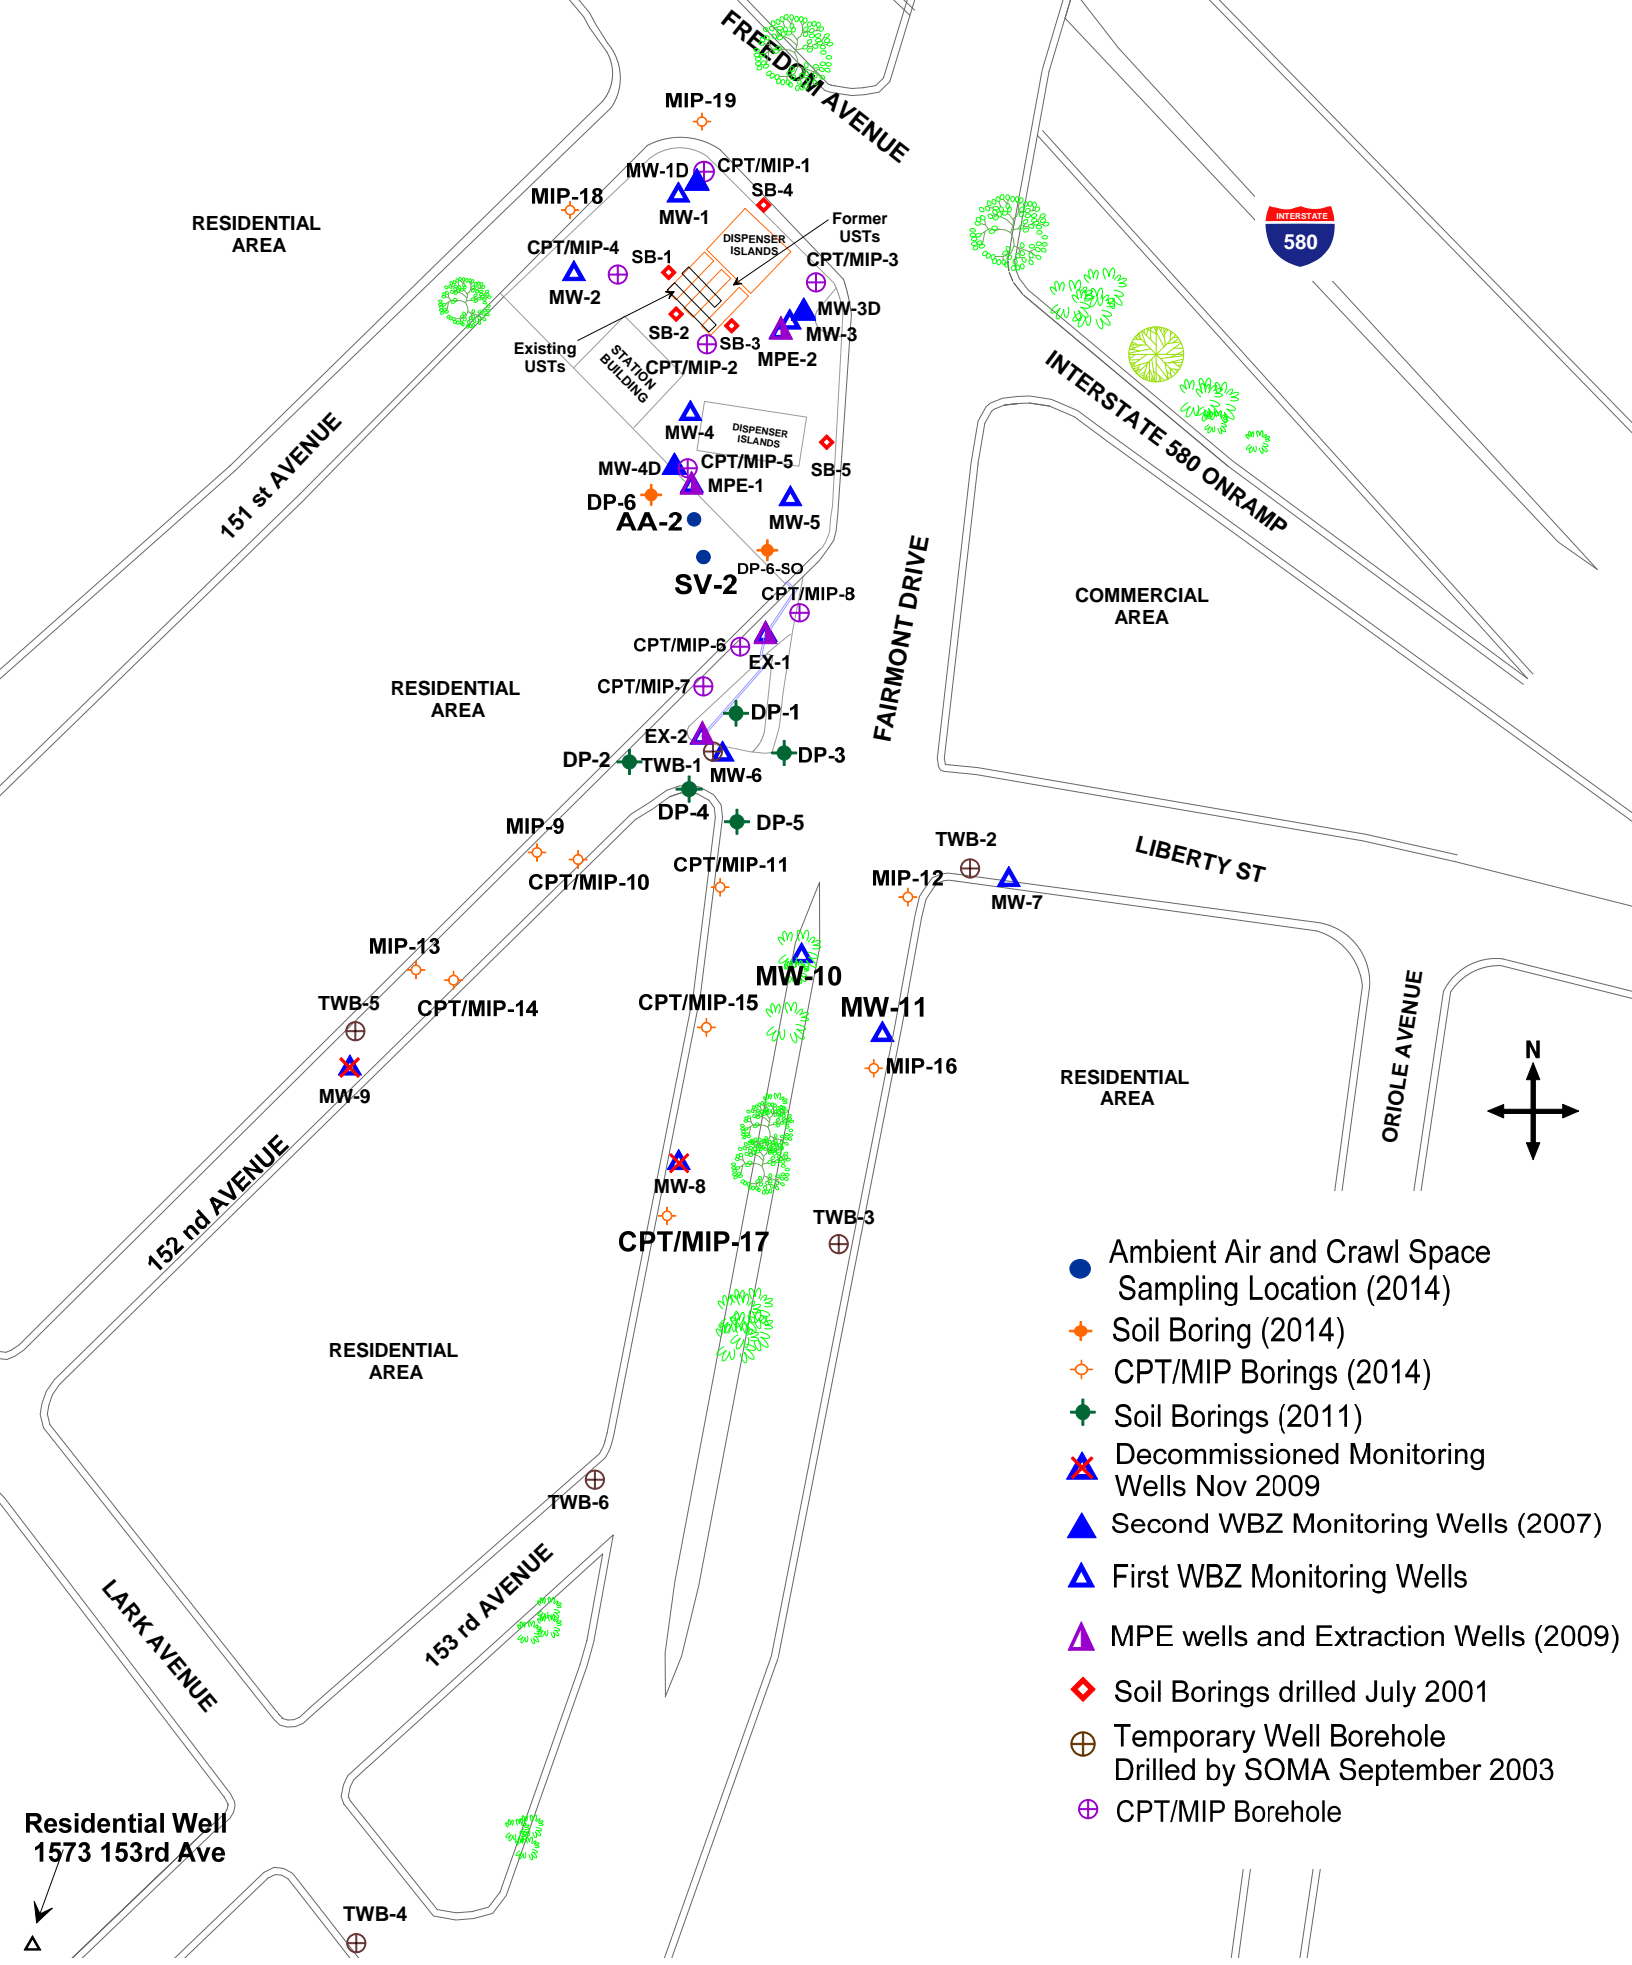 FREEDOM AVENUE
MIP-19
MW-1D
CPT/MIP-1
SB-4
MIP-18
MW-1
Former
USTs
RESIDENTIAL
AREA
DISPENSER
ISLANDS
INTERSTATE
580
CPT/MIP-4
SB-1
CPT/MIP-3
MW-2
MW-3D
SB-2
SB-3
MW-3
Existing
USTs
MPE-2
CPT/MIP-2
STATION
BUILDING
INTERSTATE 580 ONRAMP
MW-4
DISPENSER
ISLANDS
151 st AVENUE
MW-4D
CPT/MIP-5
SB-5
MPE-1
DP-6
AA-2
MW-5
DP-6-SO
SV-2
CPT/MIP-8
COMMERCIAL
AREA
FAIRMONT DRIVE
CPT/MIP-6
EX-1
CPT/MIP-7
RESIDENTIAL
AREA
DP-1
EX-2
DP-2
TWB-1
MW-6
DP-3
DP-4
DP-5
MIP-9
CPT/MIP-10
CPT/MIP-11
TWB-2
LIBERTY ST
MIP-12
MW-7
MIP-13
MW-10
TWB-5
CPT/MIP-14
CPT/MIP-15
MW-11
ORIOLE AVENUE
MIP-16
RESIDENTIAL
AREA
N
MW-9
152 nd AVENUE
MW-8
TWB-3
CPT/MIP-17
RESIDENTIAL
AREA
TWB-6
153 rd AVENUE
LARK AVENUE
Residential Well
1573 153rd Ave
TWB-4
Ambient Air and Crawl Space
Sampling Location (2014)
Soil Boring (2014)
CPT/MIP Borings (2014)
Soil Borings (2011)
Decommissioned Monitoring
Wells Nov 2009
Second WBZ Monitoring Wells (2007)
First WBZ Monitoring Wells
MPE wells and Extraction Wells (2009)
Soil Borings drilled July 2001
Temporary Well Borehole
Drilled by SOMA September 2003
CPT/MIP Borehole